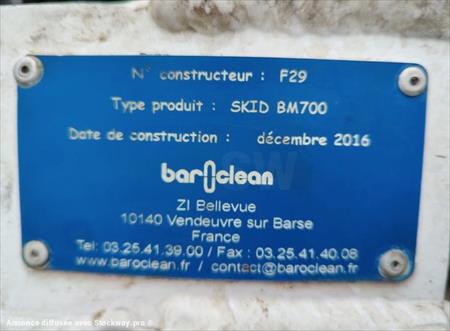 N° constructeur : F29
Type produit : SKID BM700
Date de construction : décembre 2016
baroclean
ZI Bellevue
10140 Vendeuvre sur Barse
France
Tel: 03.25.41.39.00 / Fax : 03.25.41.40.08
www.baroclean.fr / contact@baroclean.fr
Annonce diffusée avec Stockway.pro ©